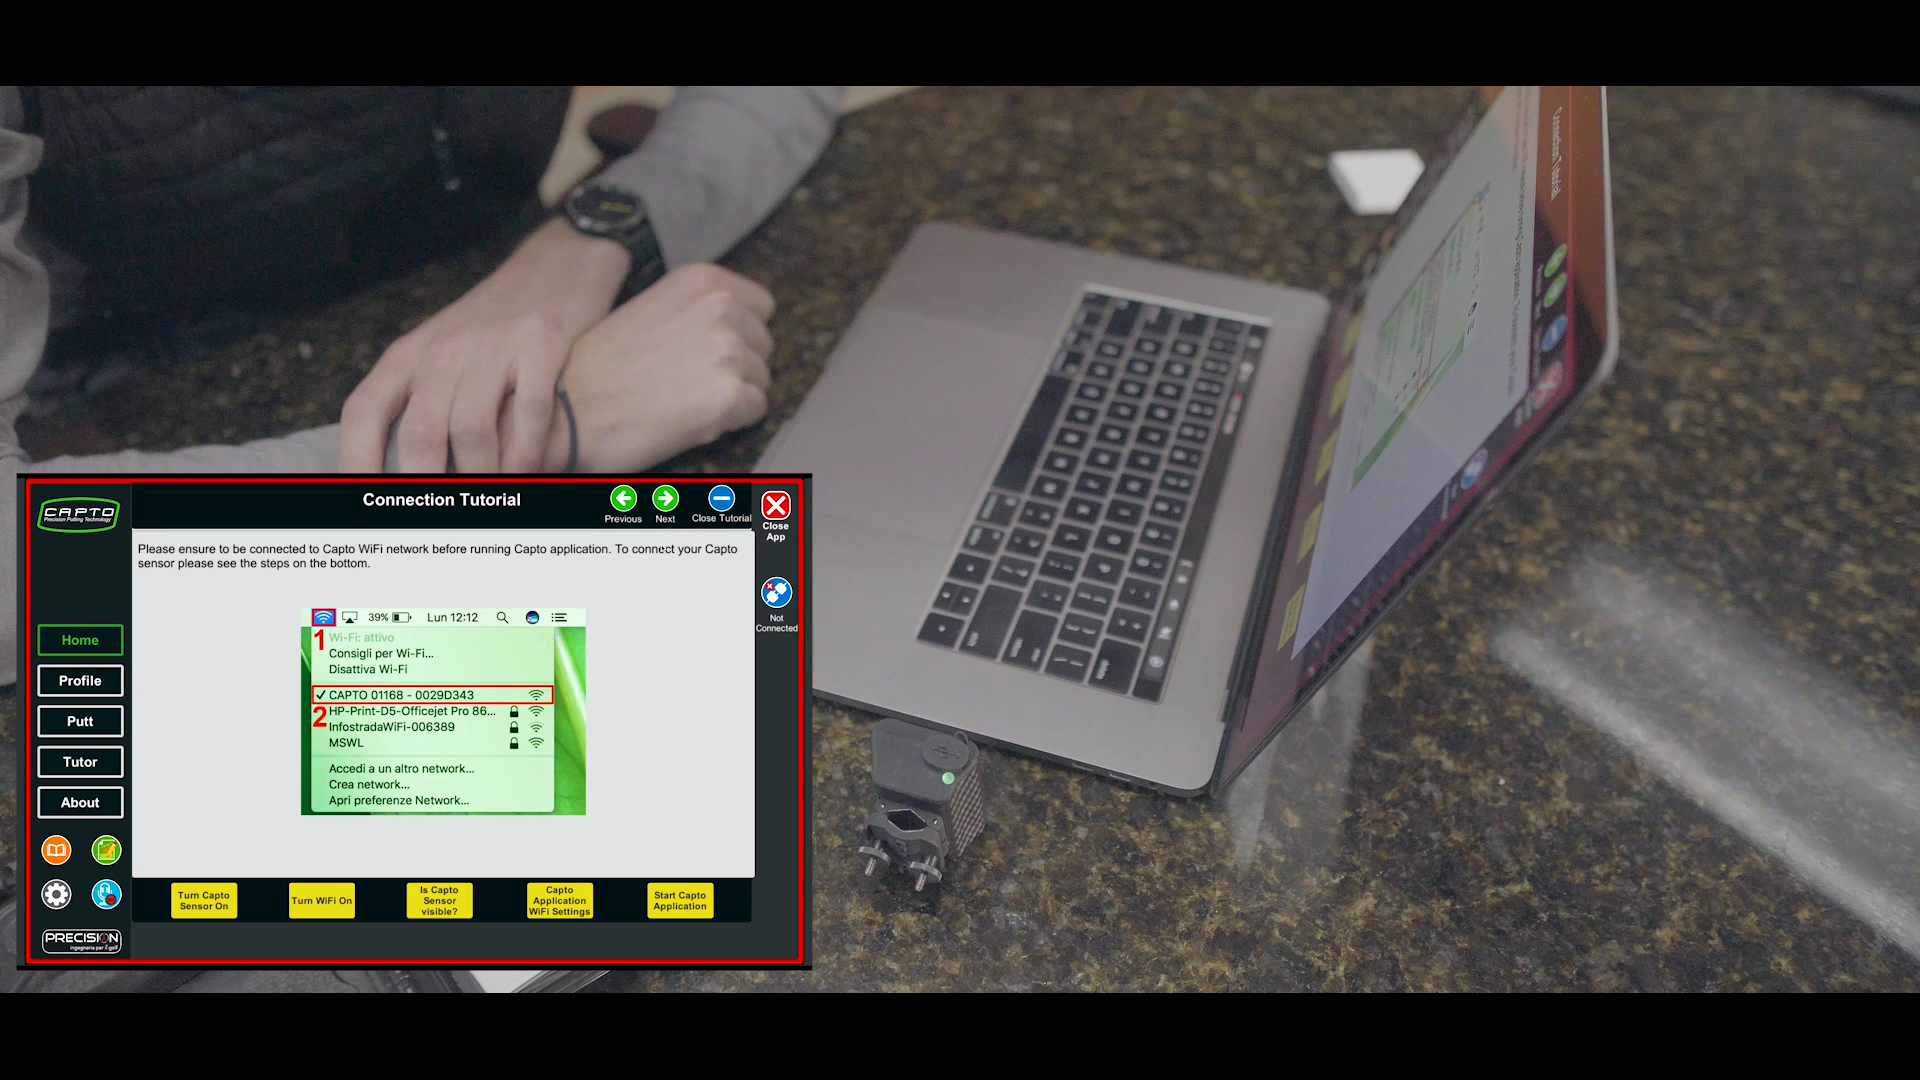 CAPTO
Precision Putting Technology
Connection Tutorial
Previous
Next
Close Tutorial
Close App
Please ensure to be connected to Capto WiFi network before running Capto application. To connect your Capto
sensor please see the steps on the bottom.
39%
Lun 12:12
1
Wi-Fi: attivo
Consigli per Wi-Fi...
Disattiva Wi-Fi
✓ CAPTO 01168 - 0029D343
2
HP-Print-D5-Officejet Pro 86...
InfostradaWiFi-006389
MSWL
Accedi a un altro network...
Crea network...
Apri preferenze Network...
Not
Connected
Home
Profile
Putt
Tutor
About
Turn Capto
Sensor On
Turn WiFi On
Is Capto
Sensor
visible?
Capto
Application
WiFi Settings
Start Capto
Application
PRECISION
ingegneria per il golf